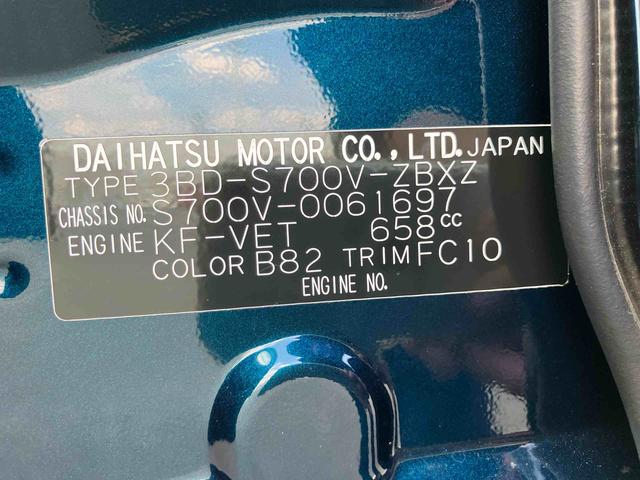 DAIHATSU MOTOR CO., LTD. JAPAN
TYPE 3BD-S700V-ZBXZ
CHASSIS NO. S700V-0061697
ENGINE KF-VET 658cc
COLOR B82 TRIM FC10
ENGINE NO.